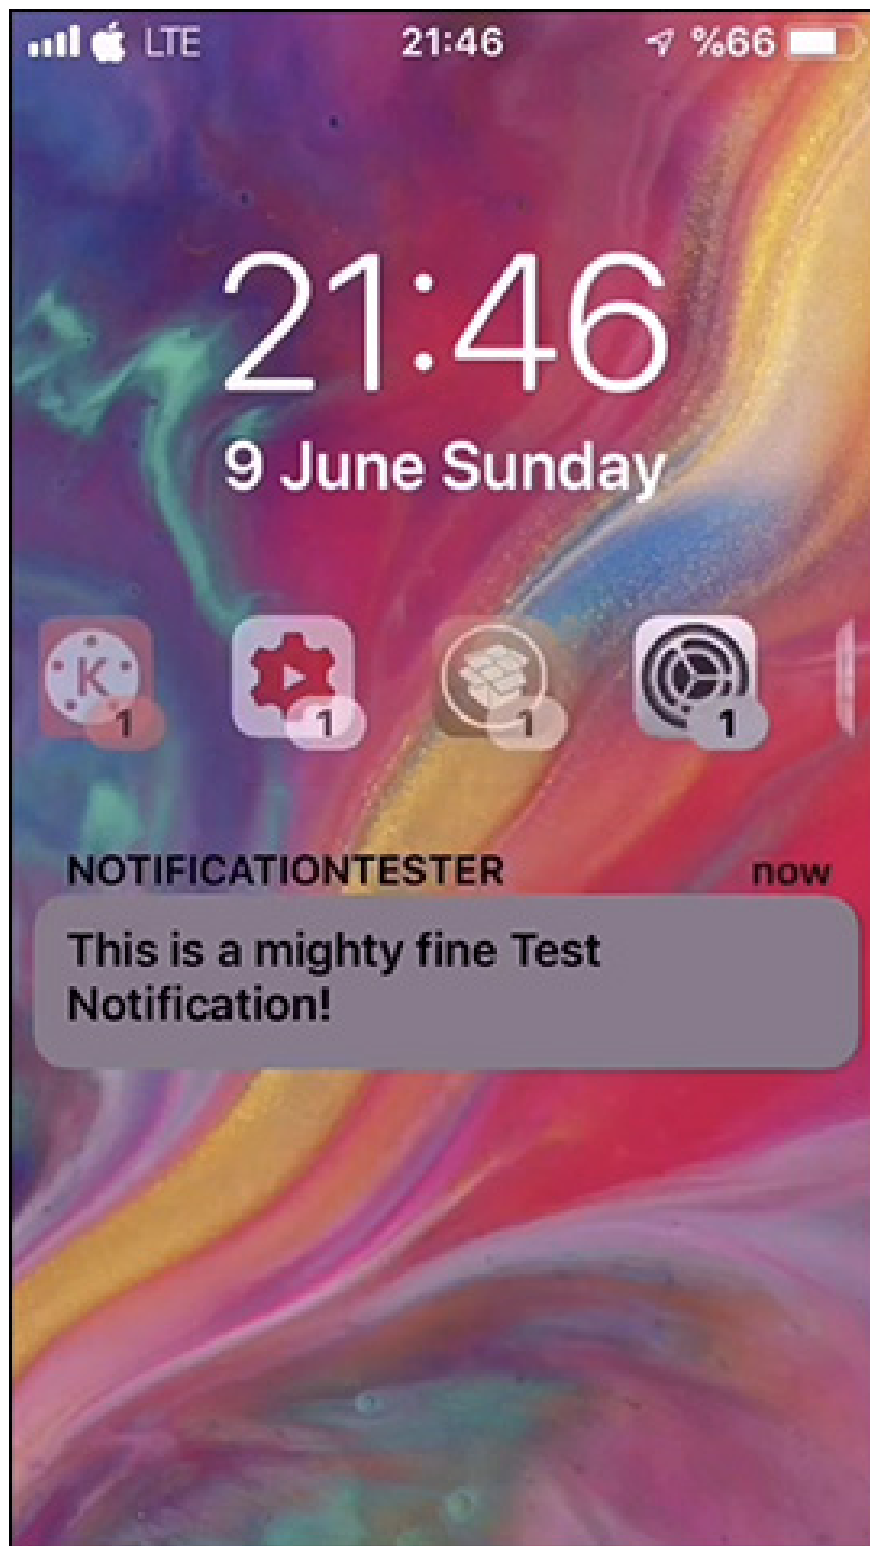 LTE 21:46 %66
21:46
9 June Sunday
K
1 1 1 1
NOTIFICATIONTESTER now
This is a mighty fine Test
Notification!